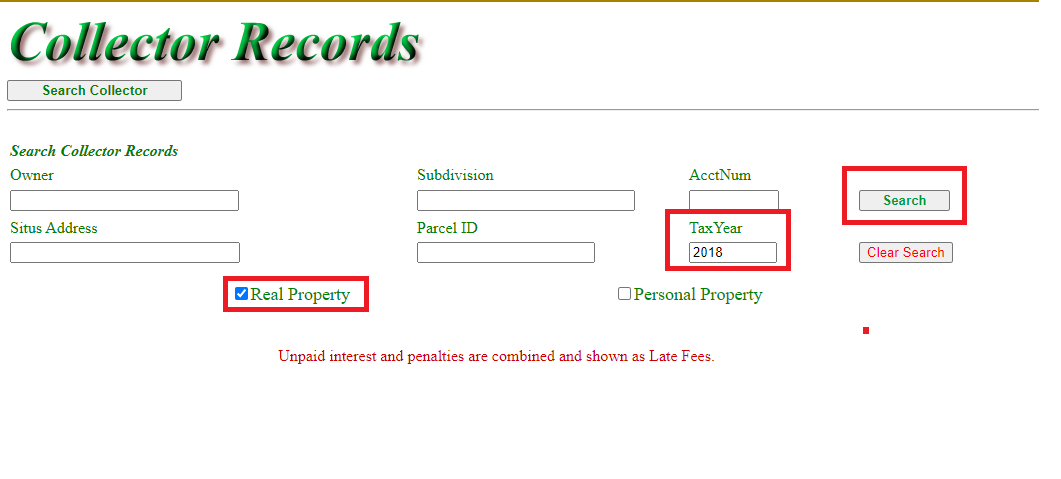 Collector Records
Search Collector
Search Collector Records
Owner Subdivision AcctNum
Search
Situs Address Parcel ID TaxYear
2018 Clear Search
Real Property Personal Property
Unpaid interest and penalties are combined and shown as Late Fees.